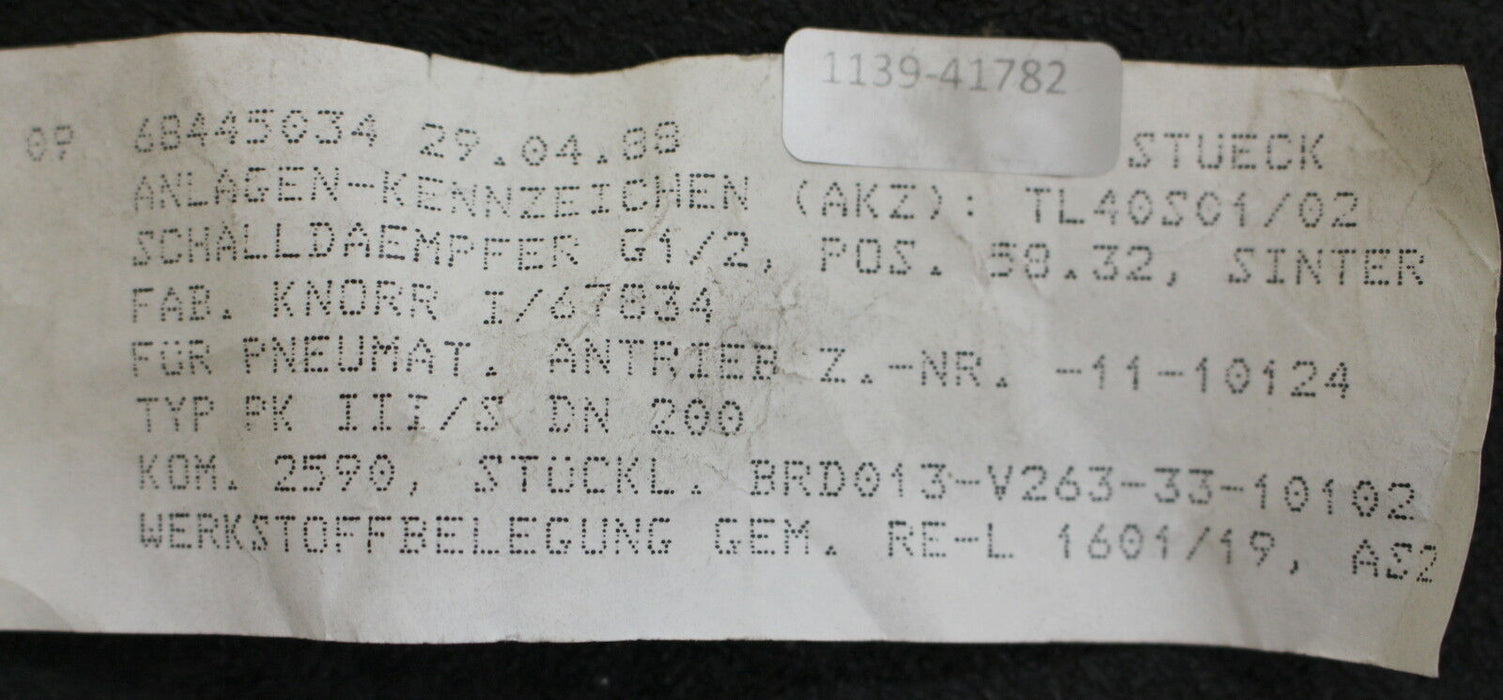 1139-41782
09 68445034 29.04.88 STUECK
ANLAGEN-KENNZEICHEN (AKZ): TL40S01/02
SCHALLDAEMPFER G1/2, POS. 58.32, SINTER
FAB. KNORR I/67034
FÜR PNEUMAT. ANTRIEB Z.-NR. -11-10124
TYP PK III/S DN 200
KOM. 2590, STÜCKL. BRD013-V263-33-10102
WERKSTOFFBELEGUNG GEM. RE-L 1601/19, AS2